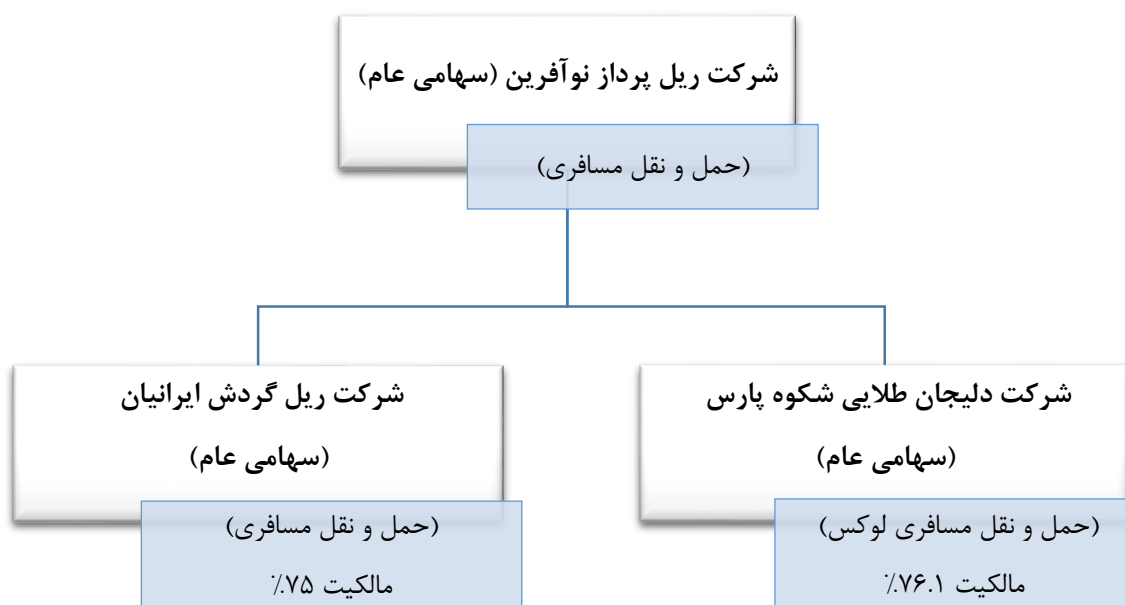 شرکت ریل پرداز نوآفرین (سهامی عام)
(حمل و نقل مسافری)
شرکت دلیجان طلایی شکوه پارس
(سهامی عام)
(حمل و نقل مسافری لوکس)
مالکیت ۷۶.۱٪
شرکت ریل گردش ایرانیان
(سهامی عام)
(حمل و نقل مسافری)
مالکیت ۷۵٪